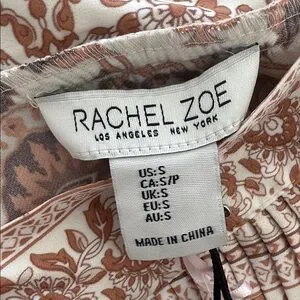 RACHEL ZOE
LOS ANGELES NEW YORK
US:S
CA:S/P
UK:S
EU:S
AU:S
MADE IN CHINA